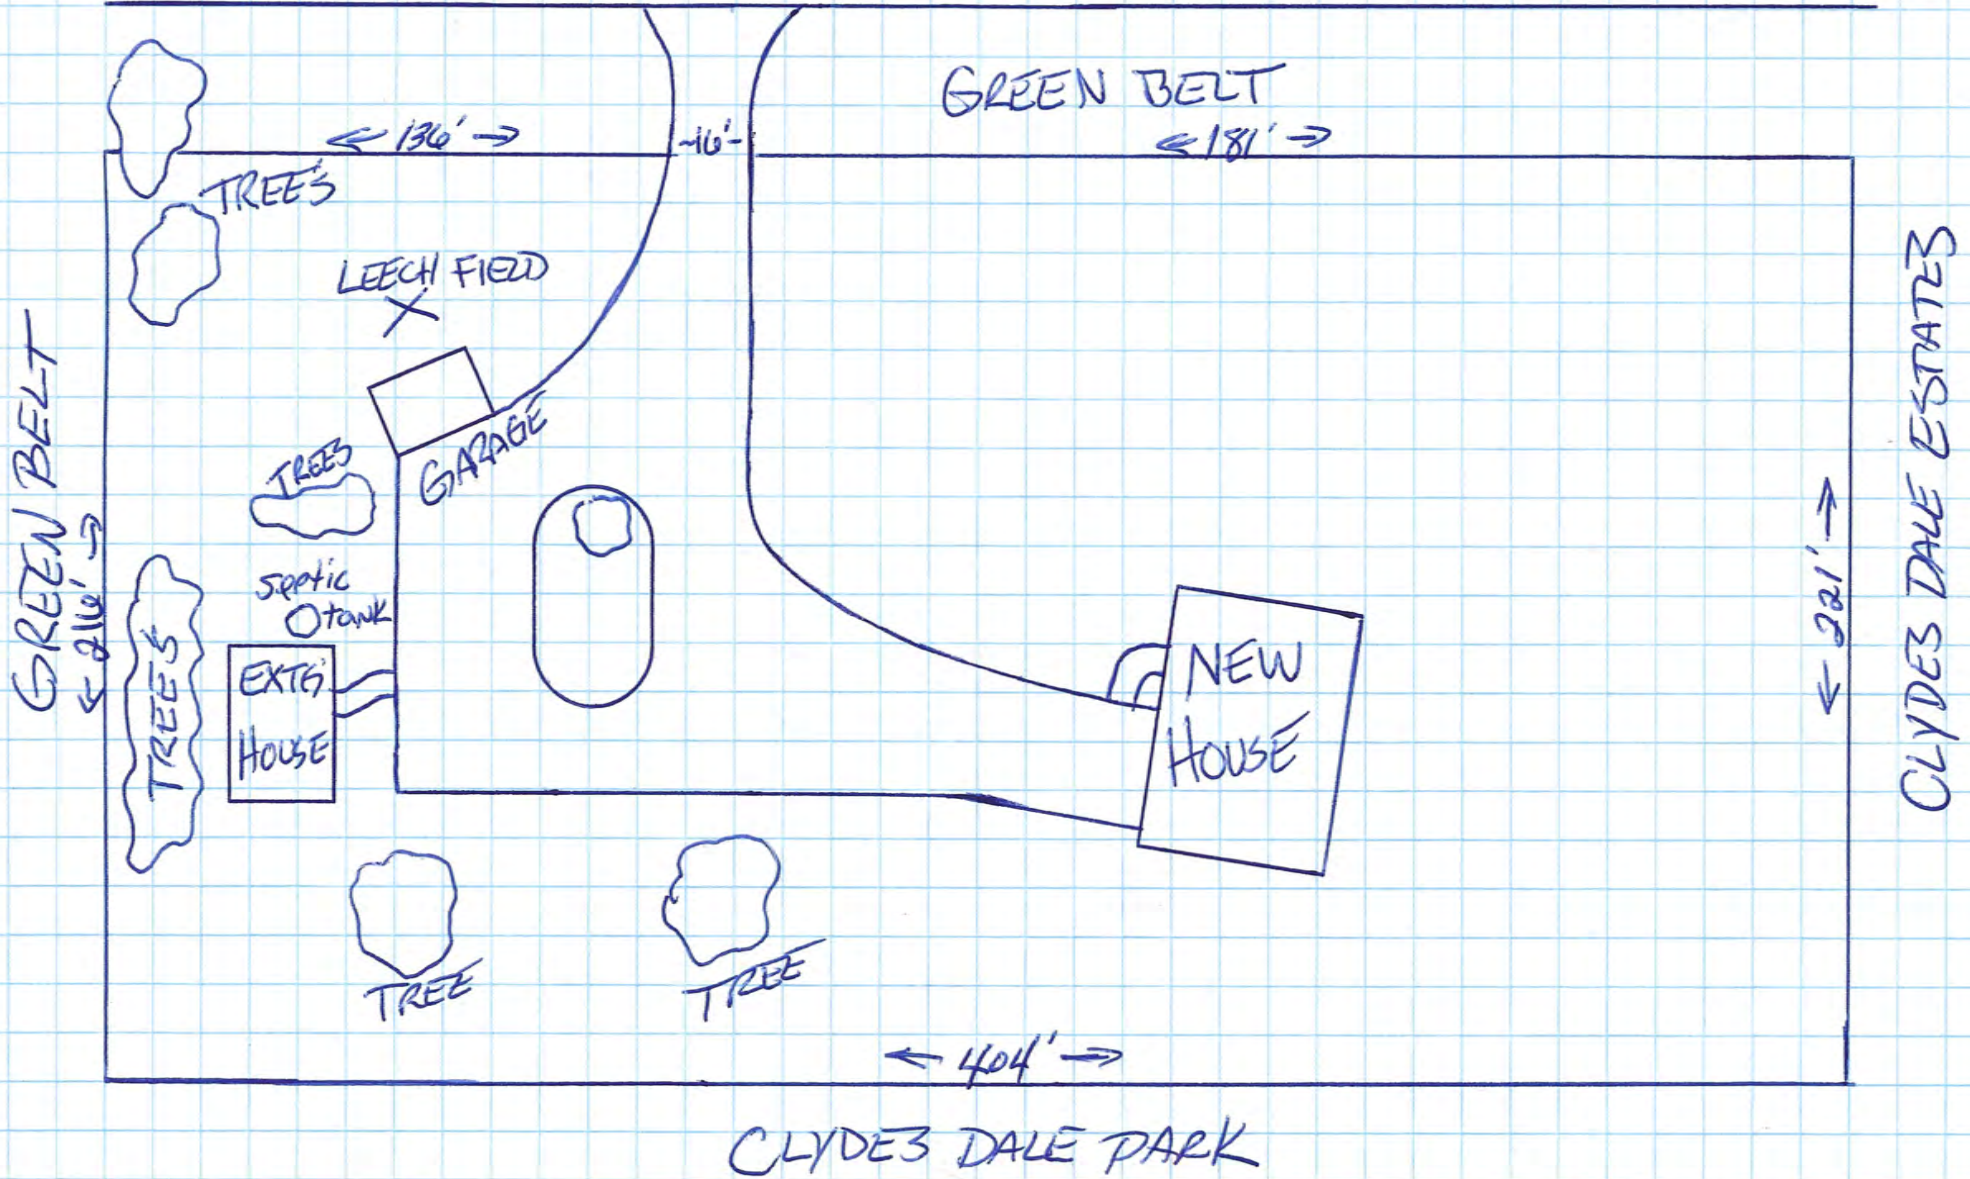 GREEN BELT
← 136' →
-16'-
← 181' →
TREES
LEECH FIELD
GARAGE
TREES
septic
tank
EXTG
HOUSE
TREES
GREEN BELT
← 216' →
NEW
HOUSE
← 221' →
CLYDES DALE ESTATES
TREE
TREE
← 404' →
CLYDES DALE PARK